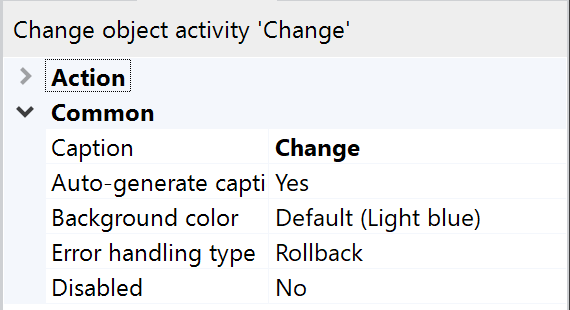 Change object activity 'Change'
Action
Common
Caption Change
Auto-generate capti Yes
Background color Default (Light blue)
Error handling type Rollback
Disabled No